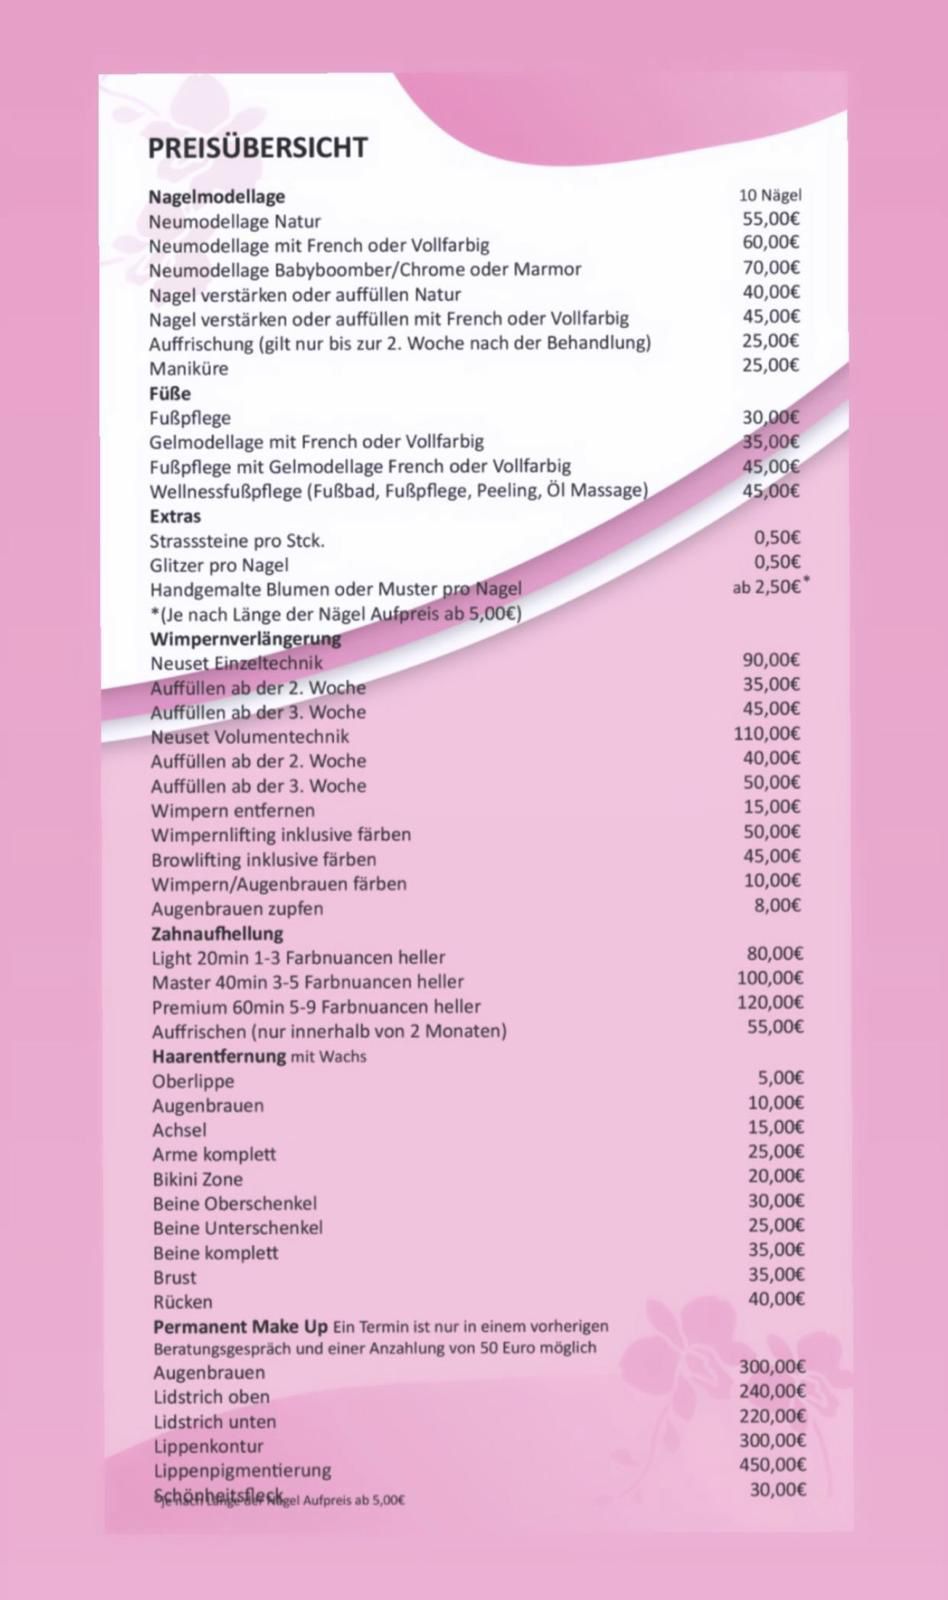 PREISÜBERSICHT
Nagelmodellage 10 Nägel
Neumodellage Natur 55,00€
Neumodellage mit French oder Vollfarbig 60,00€
Neumodellage Babyboomber/Chrome oder Marmor 70,00€
Nagel verstärken oder auffüllen Natur 40,00€
Nagel verstärken oder auffüllen mit French oder Vollfarbig 45,00€
Auffrischung (gilt nur bis zur 2. Woche nach der Behandlung) 25,00€
Maniküre 25,00€
Füße
Fußpflege 30,00€
Gelmodellage mit French oder Vollfarbig 35,00€
Fußpflege mit Gelmodellage French oder Vollfarbig 45,00€
Wellnessfußpflege (Fußbad, Fußpflege, Peeling, Öl Massage) 45,00€
Extras
Strasssteine pro Stck. 0,50€
Glitzer pro Nagel 0,50€
Handgemalte Blumen oder Muster pro Nagel ab 2,50€*
*(Je nach Länge der Nägel Aufpreis ab 5,00€)
Wimpernverlängerung
Neuset Einzeltechnik 90,00€
Auffüllen ab der 2. Woche 35,00€
Auffüllen ab der 3. Woche 45,00€
Neuset Volumentechnik 110,00€
Auffüllen ab der 2. Woche 40,00€
Auffüllen ab der 3. Woche 50,00€
Wimpern entfernen 15,00€
Wimpernlifting inklusive färben 50,00€
Browlifting inklusive färben 45,00€
Wimpern/Augenbrauen färben 10,00€
Augenbrauen zupfen 8,00€
Zahnaufhellung
Light 20min 1-3 Farbnuancen heller 80,00€
Master 40min 3-5 Farbnuancen heller 100,00€
Premium 60min 5-9 Farbnuancen heller 120,00€
Auffrischen (nur innerhalb von 2 Monaten) 55,00€
Haarentfernung mit Wachs
Oberlippe 5,00€
Augenbrauen 10,00€
Achsel 15,00€
Arme komplett 25,00€
Bikini Zone 20,00€
Beine Oberschenkel 30,00€
Beine Unterschenkel 25,00€
Beine komplett 35,00€
Brust 35,00€
Rücken 40,00€
Permanent Make Up Ein Termin ist nur in einem vorherigen
Beratungsgespräch und einer Anzahlung von 50 Euro möglich
Augenbrauen 300,00€
Lidstrich oben 240,00€
Lidstrich unten 220,00€
Lippenkontur 300,00€
Lippenpigmentierung 450,00€
Schönheitsfleck 30,00€
*je nach Länge der Nägel Aufpreis ab 5,00€